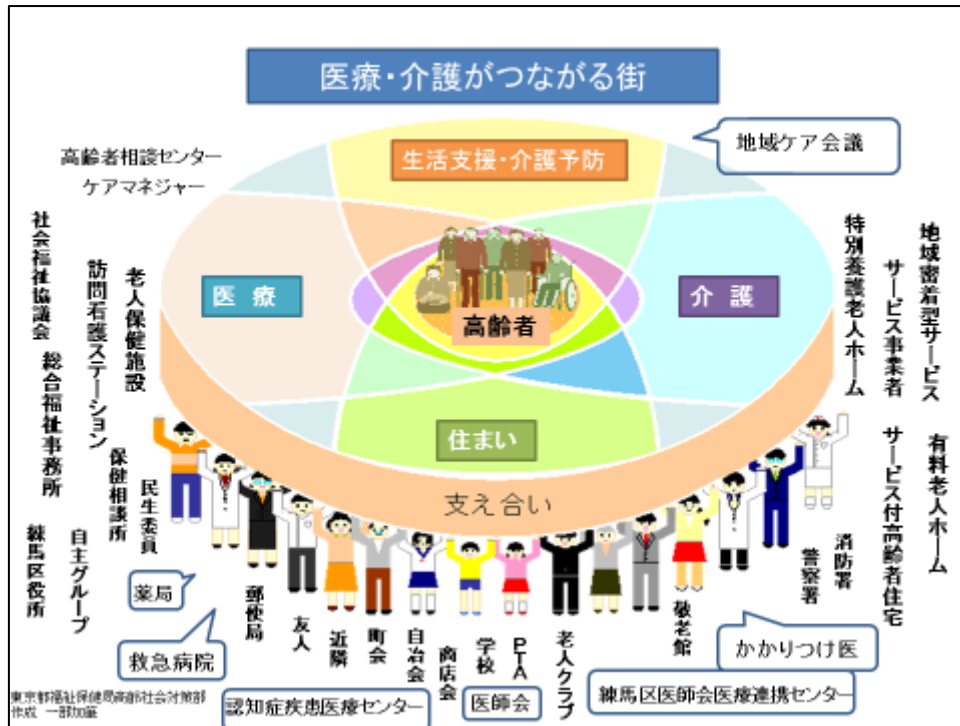 医療・介護がつながる街
地域ケア会議
高齢者相談センター
ケアマネジャー
生活支援・介護予防
医 療
介 護
高齢者
住まい
支え合い
社会福祉協議会
訪問看護ステーション
老人保健施設
総合福祉事務所
保健相談所
民生委員
練馬区役所
自主グループ
薬局
救急病院
郵便局
友人
近隣
町会
自治会
商店会
学校
PTA
老人クラブ
敬老館
特別養護老人ホーム
サービス事業者
地域密着型サービス
サービス付高齢者住宅
有料老人ホーム
消防署
警察署
かかりつけ医
認知症疾患医療センター
医師会
練馬区医師会医療連携センター
東京都福祉保健局高齢社会対策部
作成 一部加筆